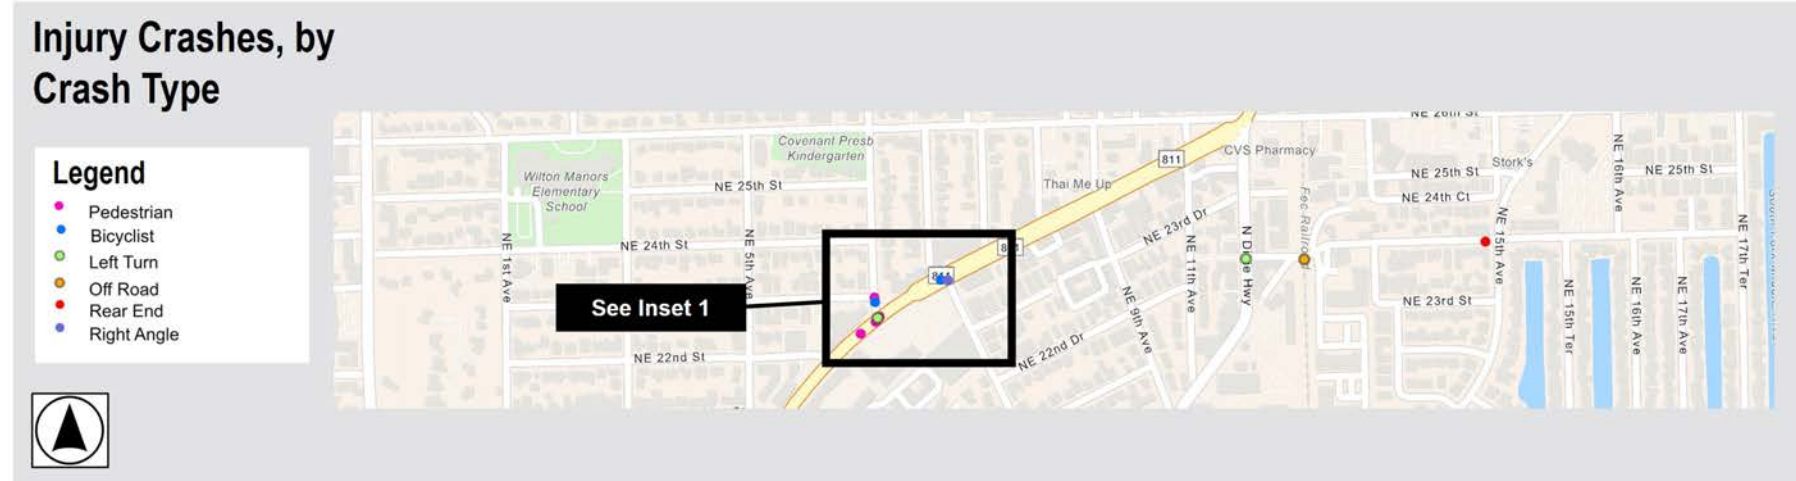 Injury Crashes, by
Crash Type
Legend
Pedestrian
Bicyclist
Left Turn
Off Road
Rear End
Right Angle
Covenant Presb
Kindergarten
Wilton Manors
Elementary
School
NE 25th St
NE 24th St
NE 1st Ave
NE 5th Ave
See Inset 1
NE 22nd St
811
Thai Me Up
CVS Pharmacy
NE 23rd Dr
NE 11th Ave
NE 9th Ave
NE 22nd Dr
NE 26th St
Stork's
NE 25th St
NE 24th Ct
NE 15th Ave
NE 16th Ave
NE 25th St
NE 17th Ter
NE 23rd St
NE 15th Ter
NE 16th Ave
NE 17th Ave